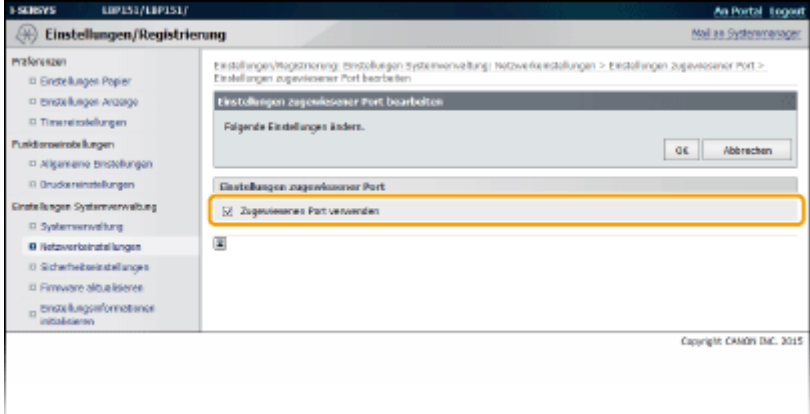 i-SENSYS LBP151/LBP151/ An Portal Logout
Einstellungen/Registrierung Mail an Systemmanager
Präferenzen
Einstellungen Papier
Einstellungen Anzeige
Timereinstellungen
Funktionseinstellungen
Allgemeine Einstellungen
Druckereinstellungen
Einstellungen Systemverwaltung
Systemverwaltung
Netzwerkeinstellungen
Sicherheitseinstellungen
Firmware aktualisieren
Einstellungsinformationen
initialisieren
Einstellungen/Registrierung: Einstellungen Systemverwaltung: Netzwerkeinstellungen > Einstellungen zugewiesener Port >
Einstellungen zugewiesener Port bearbeiten
Einstellungen zugewiesener Port bearbeiten
Folgende Einstellungen ändern.
OK Abbrechen
Einstellungen zugewiesener Port
Zugewiesenen Port verwenden
Copyright CANON INC. 2015